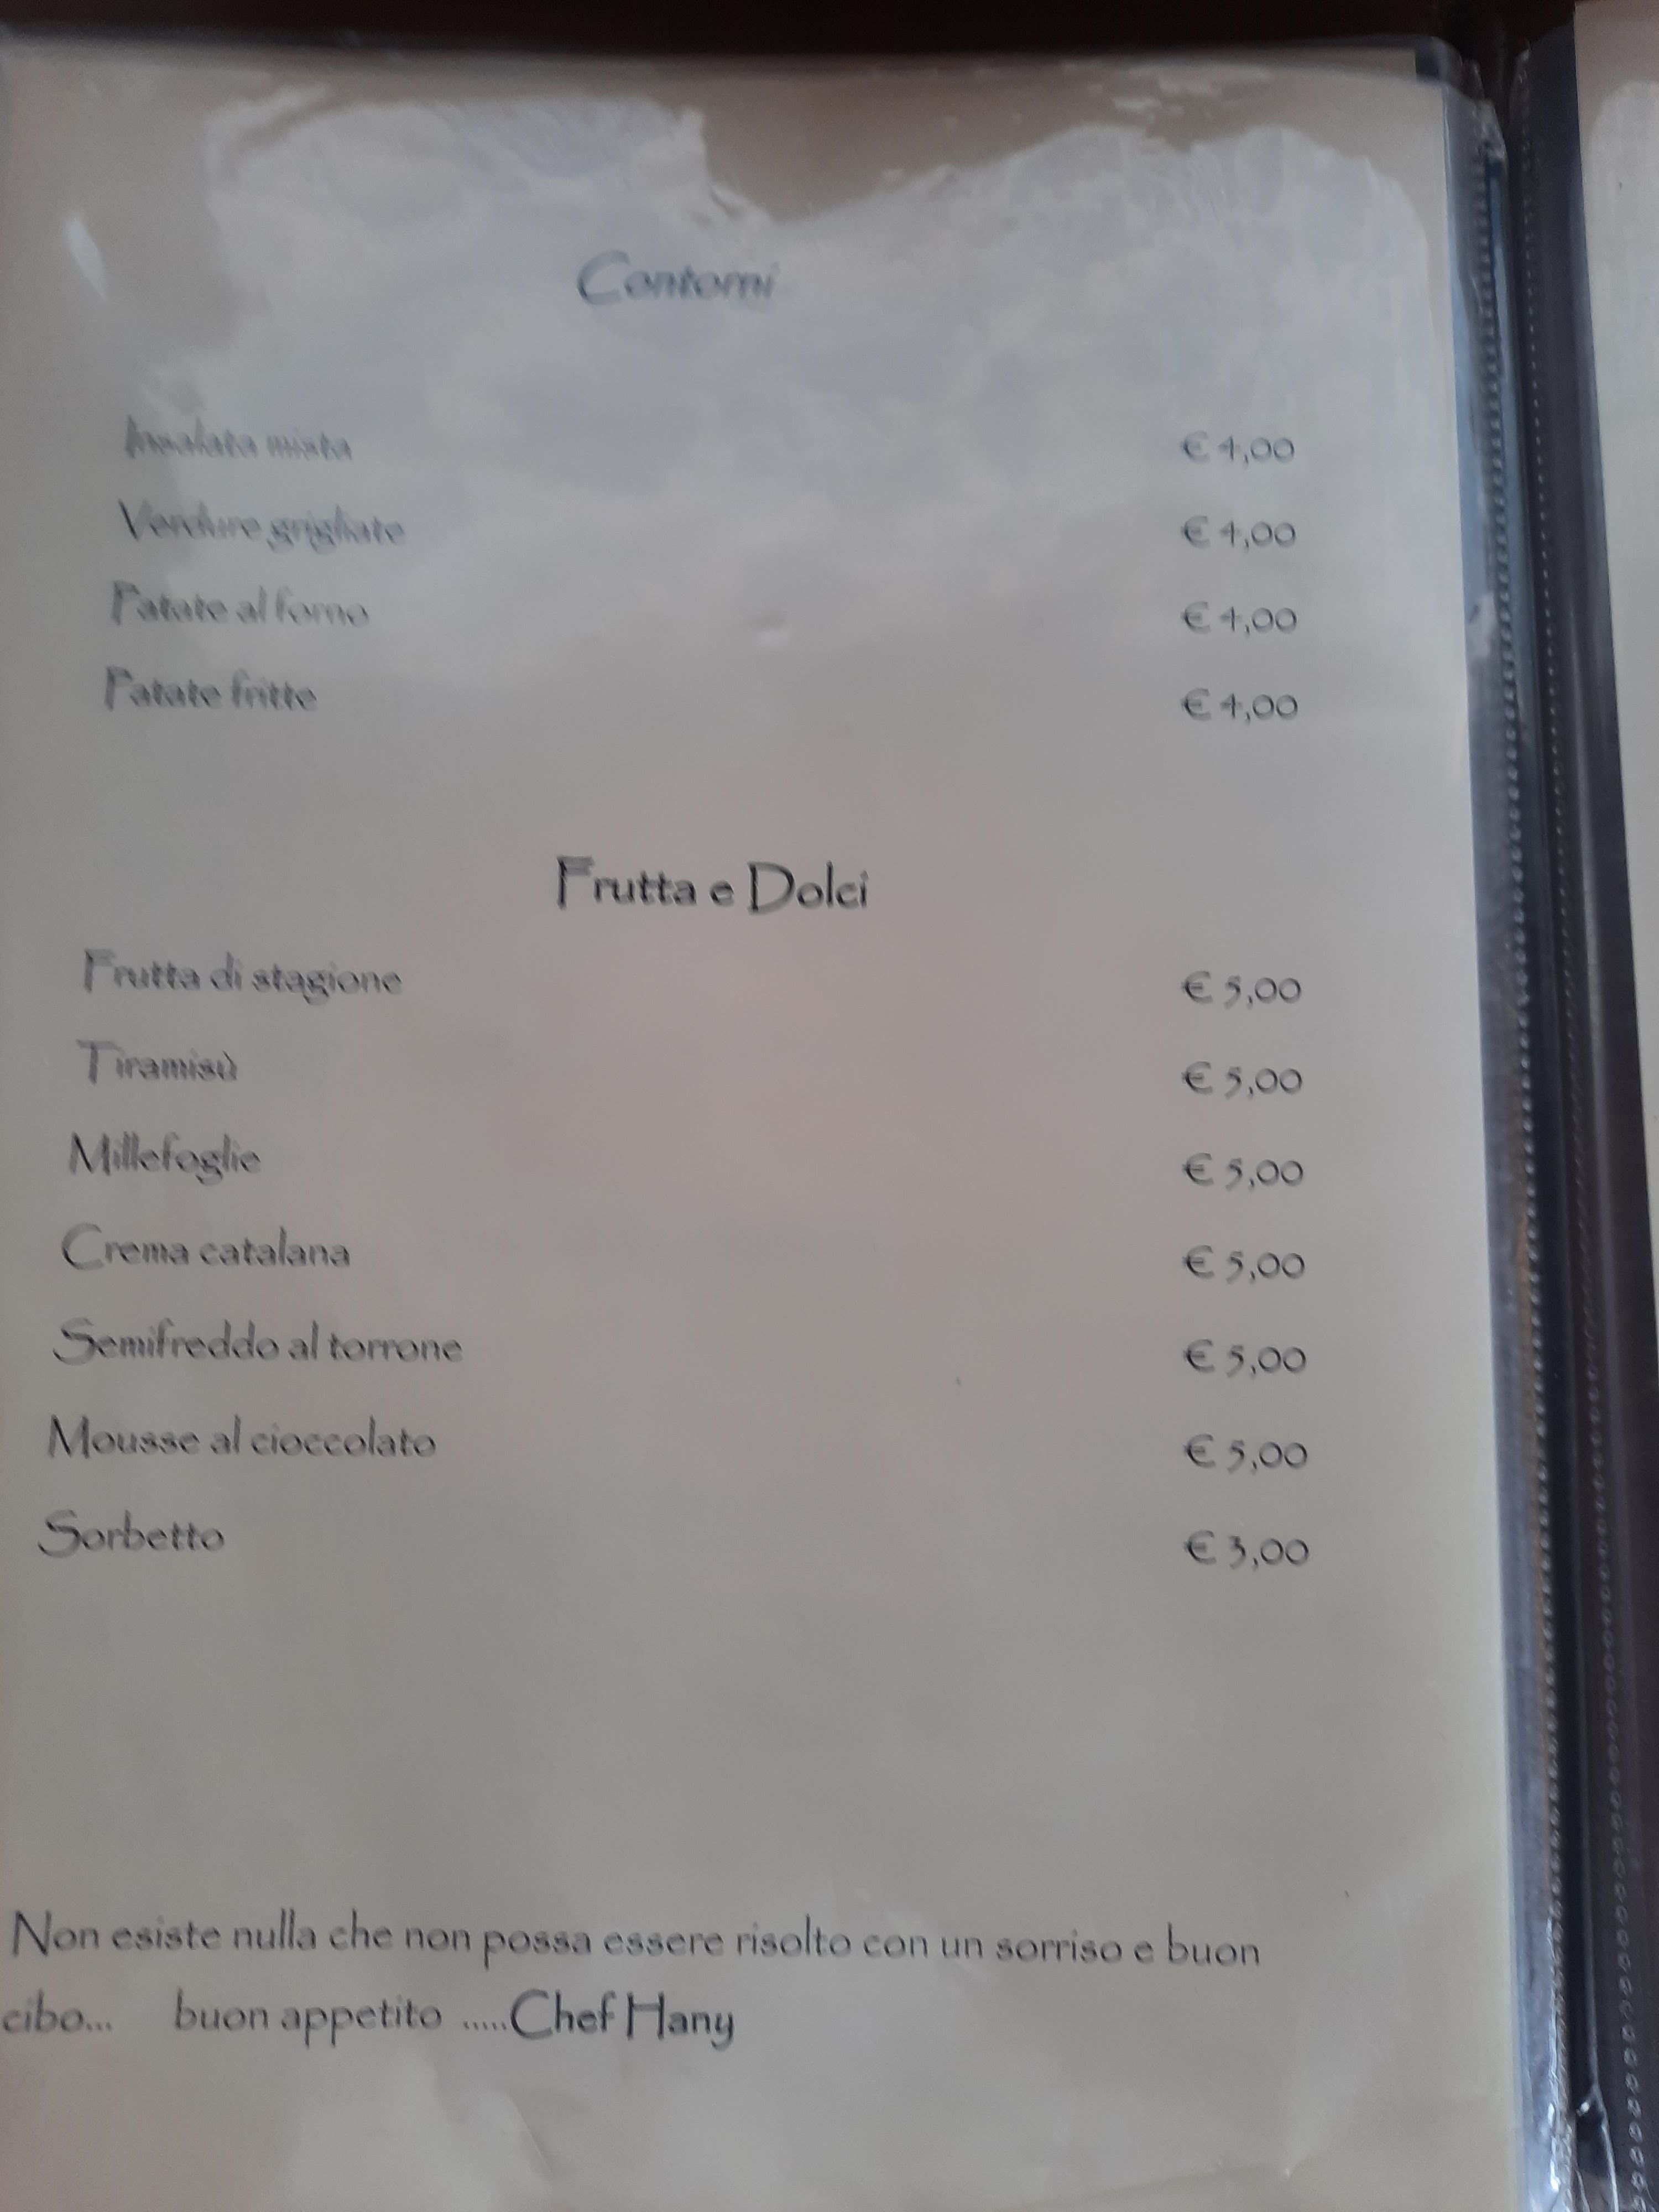 Contorni
Insalata mista € 4,00
Verdure grigliate € 4,00
Patate al forno € 4,00
Patate fritte € 4,00
Frutta e Dolci
Frutta di stagione € 5,00
Tiramisù € 5,00
Millefoglie € 5,00
Crema catalana € 5,00
Semifreddo al torrone € 5,00
Mousse al cioccolato € 5,00
Sorbetto € 3,00
Non esiste nulla che non possa essere risolto con un sorriso e buon
cibo... buon appetito .....Chef Hany